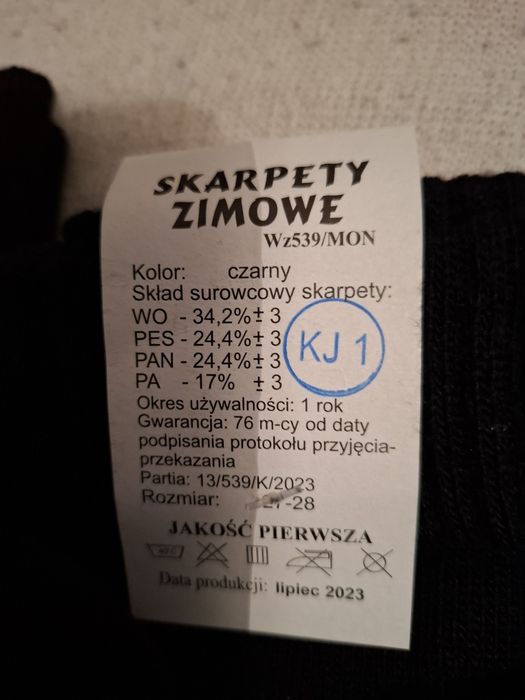 SKARPETY
ZIMOWE
Wz539/MON
Kolor: czarny
Skład surowcowy skarpety:
WO - 34,2% ± 3
PES - 24,4% ± 3
PAN - 24,4% ± 3
PA - 17% ± 3
KJ 1
Okres używalności: 1 rok
Gwarancja: 76 m-cy od daty
podpisania protokołu przyjęcia-
przekazania
Partia: 13/539/K/2023
Rozmiar: 27-28
JAKOŚĆ PIERWSZA
Data produkcji: lipiec 2023